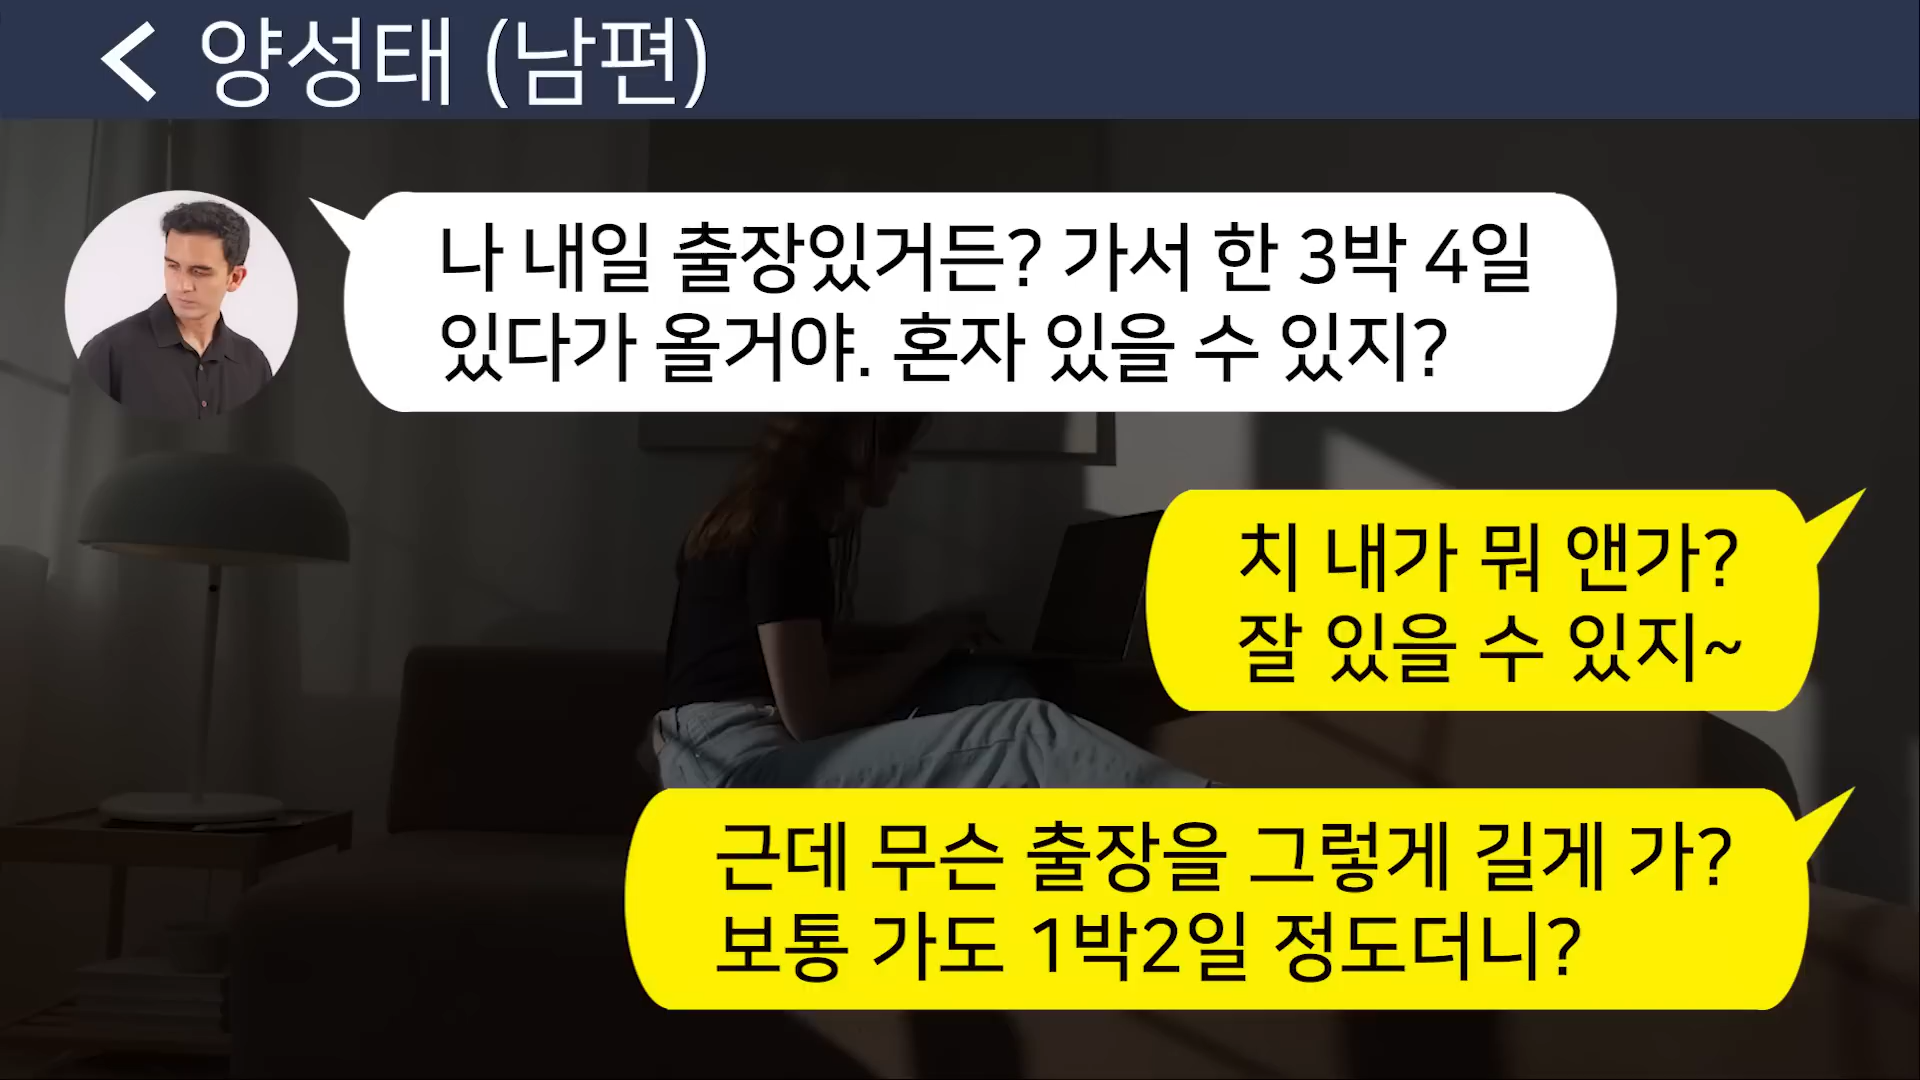 양성태 (남편)
나 내일 출장있거든? 가서 한 3박 4일
있다가 올거야. 혼자 있을 수 있지?
치 내가 뭐 앤가?
잘 있을 수 있지~
근데 무슨 출장을 그렇게 길게 가?
보통 가도 1박2일 정도더니?